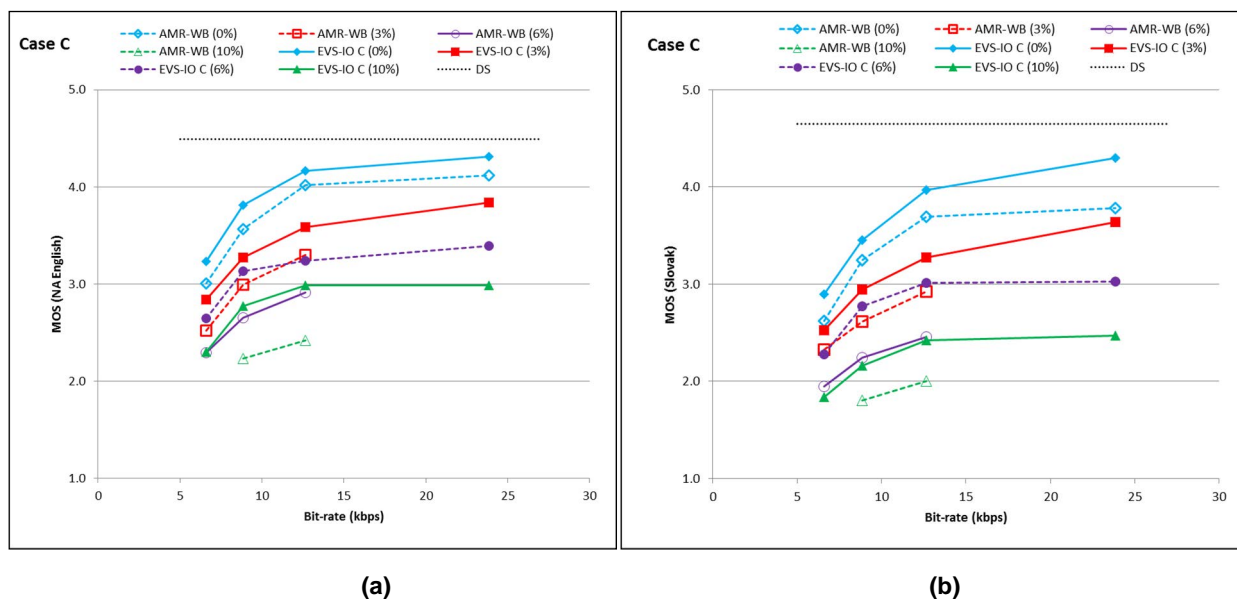 Case C
AMR-WB (0%) AMR-WB (3%) AMR-WB (6%)
AMR-WB (10%) EVS-IO C (0%) EVS-IO C (3%)
EVS-IO C (6%) EVS-IO C (10%) DS
5.0
4.0
3.0
2.0
1.0
MOS (NA English)
0 5 10 15 20 25 30
Bit-rate (kbps)
(a)
Case C
AMR-WB (0%) AMR-WB (3%) AMR-WB (6%)
AMR-WB (10%) EVS-IO C (0%) EVS-IO C (3%)
EVS-IO C (6%) EVS-IO C (10%) DS
5.0
4.0
3.0
2.0
1.0
MOS (Slovak)
0 5 10 15 20 25 30
Bit-rate (kbps)
(b)